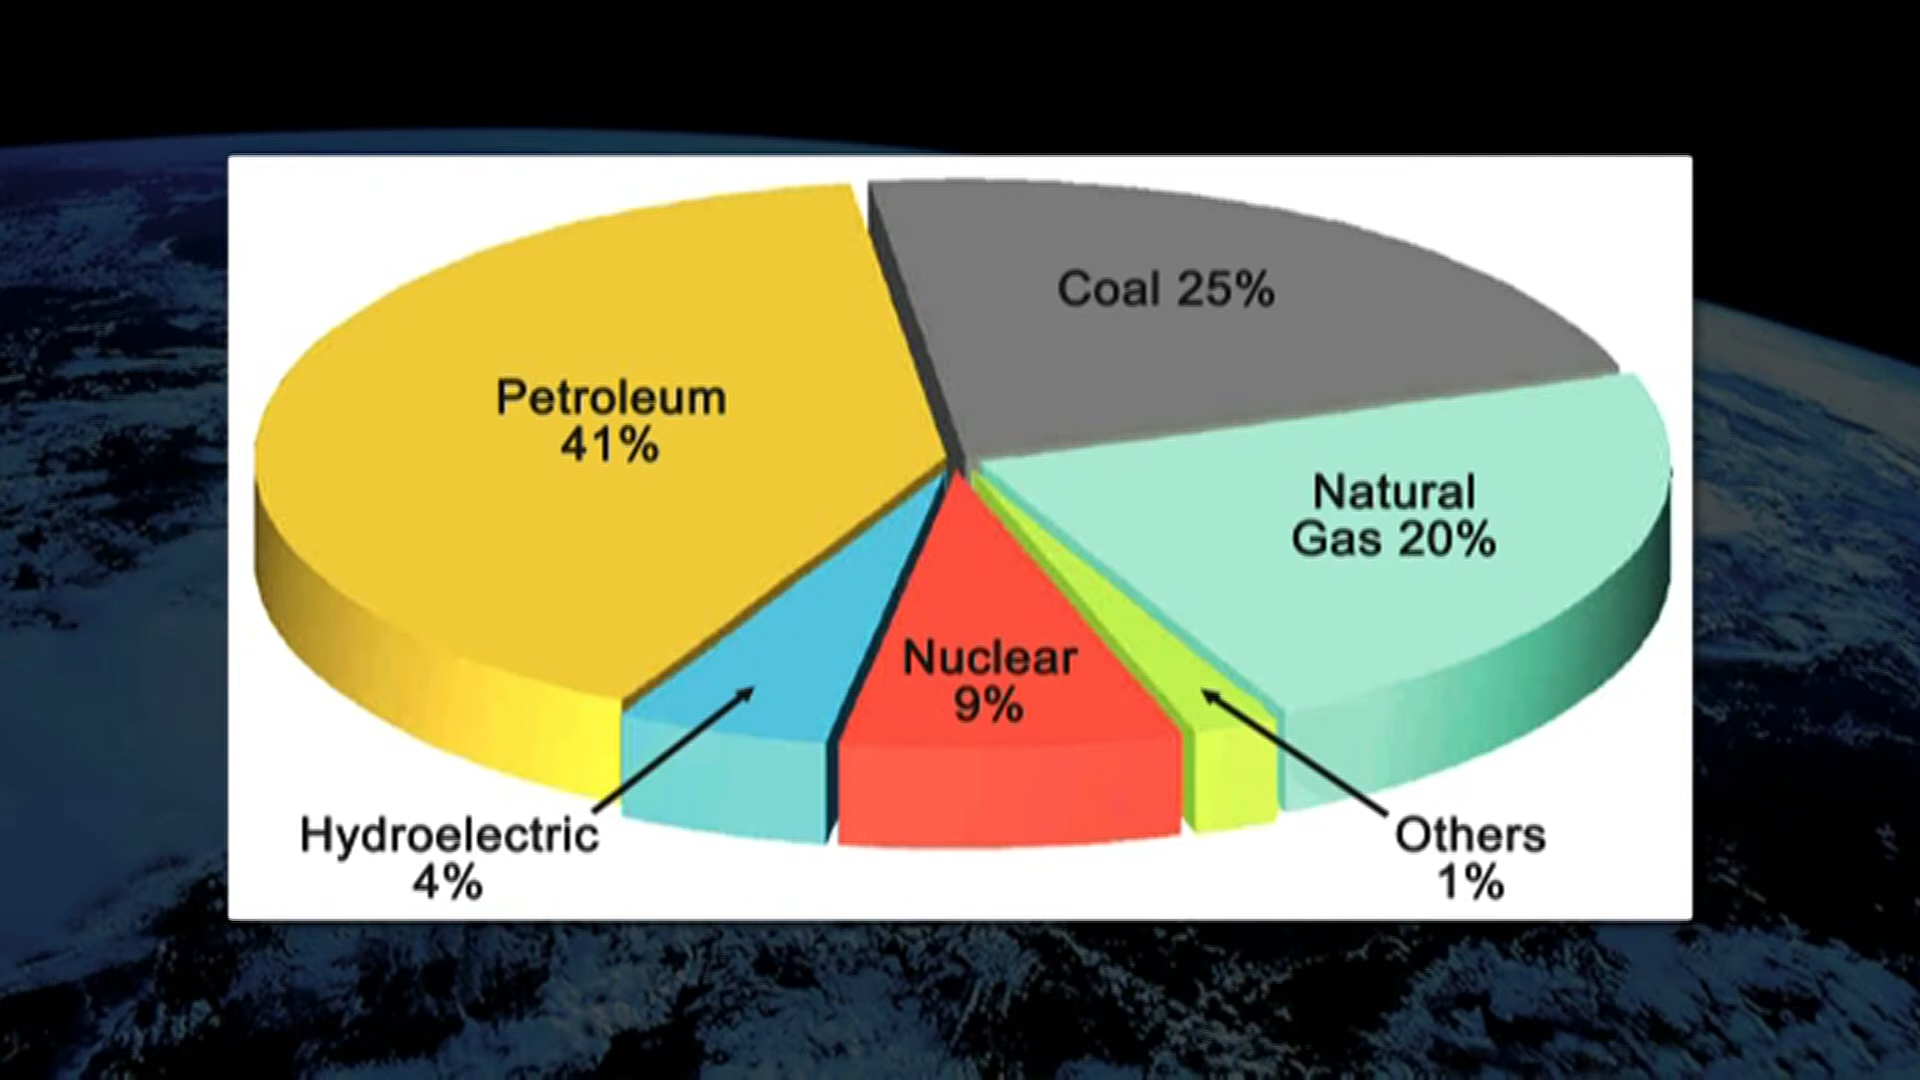 Coal 25%
Petroleum
41%
Natural
Gas 20%
Nuclear
9%
Hydroelectric
4%
Others
1%